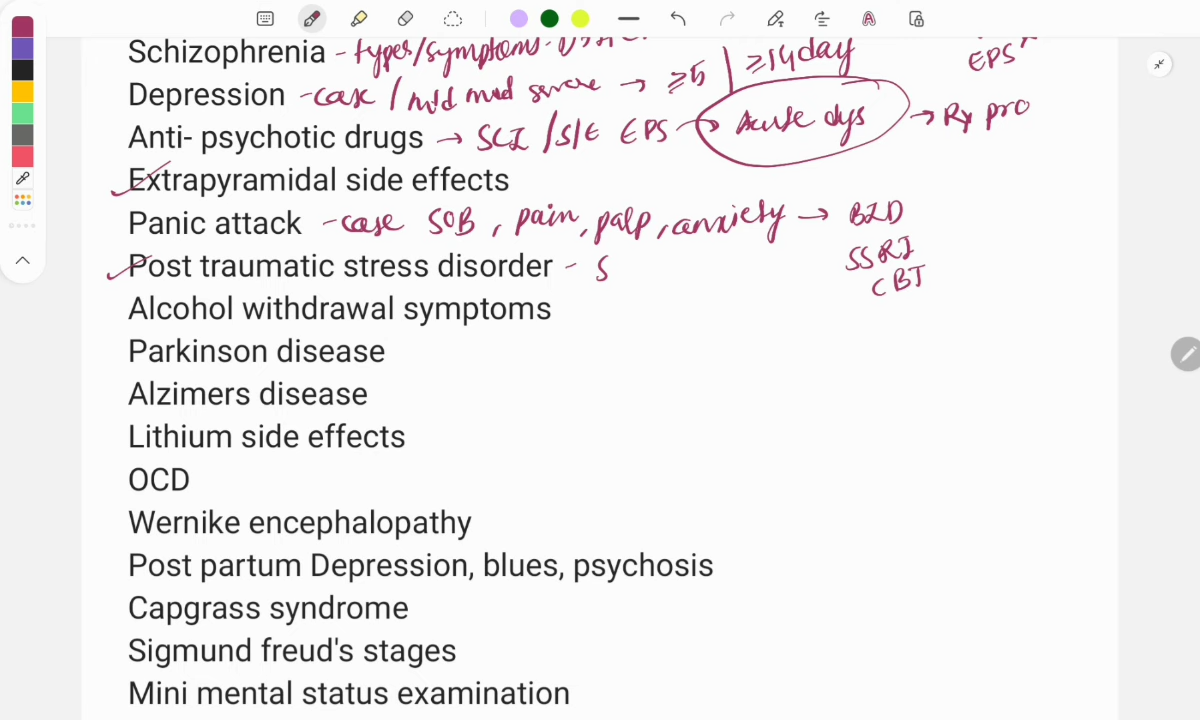 Schizophrenia - types/symptoms.
EPS
Depression - case / mild mod severe → ≥5 | ≥14day
Anti- psychotic drugs → SCZ /S/E EPS → Acute dys → Rx pro
Extrapyramidal side effects
Panic attack - case SOB, pain, palp, anxiety → BZD
SSRI
CBT
Post traumatic stress disorder - S
Alcohol withdrawal symptoms
Parkinson disease
Alzimers disease
Lithium side effects
OCD
Wernike encephalopathy
Post partum Depression, blues, psychosis
Capgrass syndrome
Sigmund freud's stages
Mini mental status examination